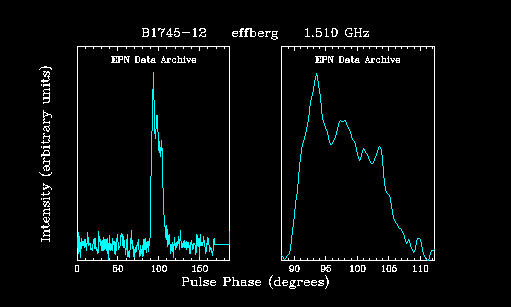 B1745-12 effberg 1.510 GHz
EPN Data Archive EPN Data Archive
Intensity (arbitrary units)
0 50 100 150 90 95 100 105 110
Pulse Phase (degrees)